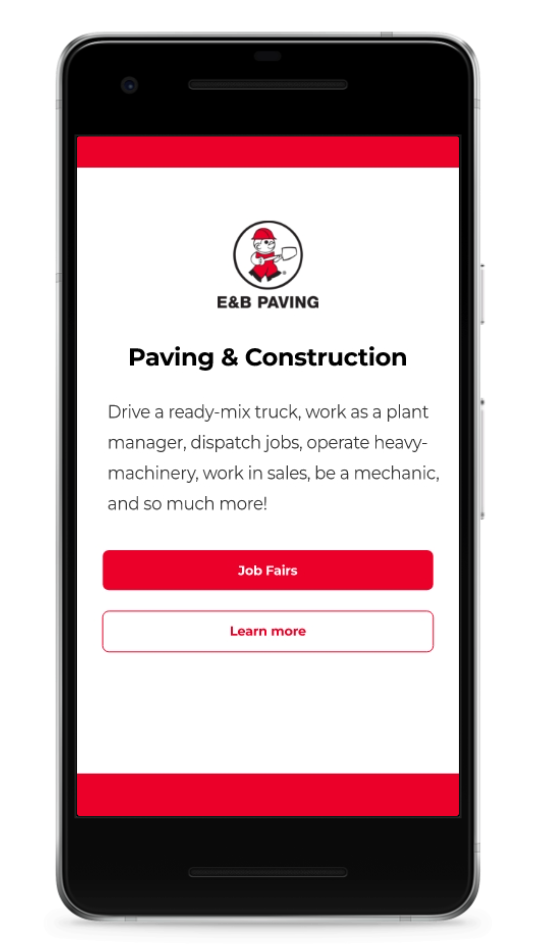 E&B PAVING
Paving & Construction
Drive a ready-mix truck, work as a plant
manager, dispatch jobs, operate heavy-
machinery, work in sales, be a mechanic,
and so much more!
Job Fairs
Learn more